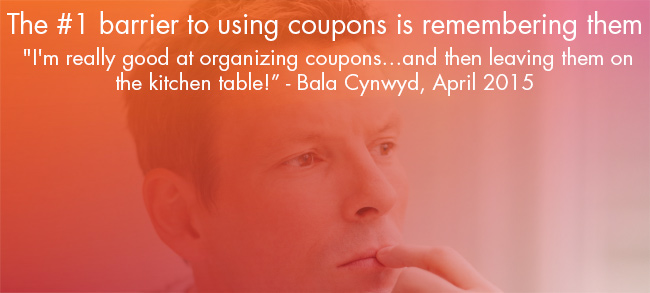 The #1 barrier to using coupons is remembering them
"I'm really good at organizing coupons...and then leaving them on
the kitchen table!” - Bala Cynwyd, April 2015